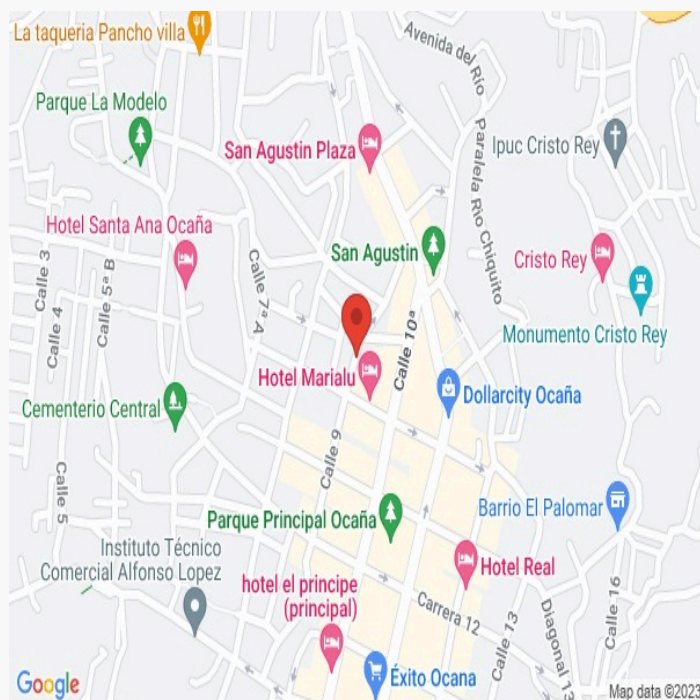 La taqueria Pancho villa
Avenida del Río
Paralela Rio Chiquito
Parque La Modelo
San Agustin Plaza
Ipuc Cristo Rey
Hotel Santa Ana Ocaña
San Agustin
Cristo Rey
Calle 3
Calle 4
Calle 5ª B
Calle 7ª A
Monumento Cristo Rey
Calle 10ª
Hotel Marialu
Dollarcity Ocaña
Cementerio Central
Calle 9
Calle 5
Parque Principal Ocaña
Barrio El Palomar
Instituto Técnico
Comercial Alfonso Lopez
Hotel Real
hotel el principe
(principal)
Carrera 12
Calle 13
Diagonal 13
Calle 16
Éxito Ocana
Google
Map data ©2023